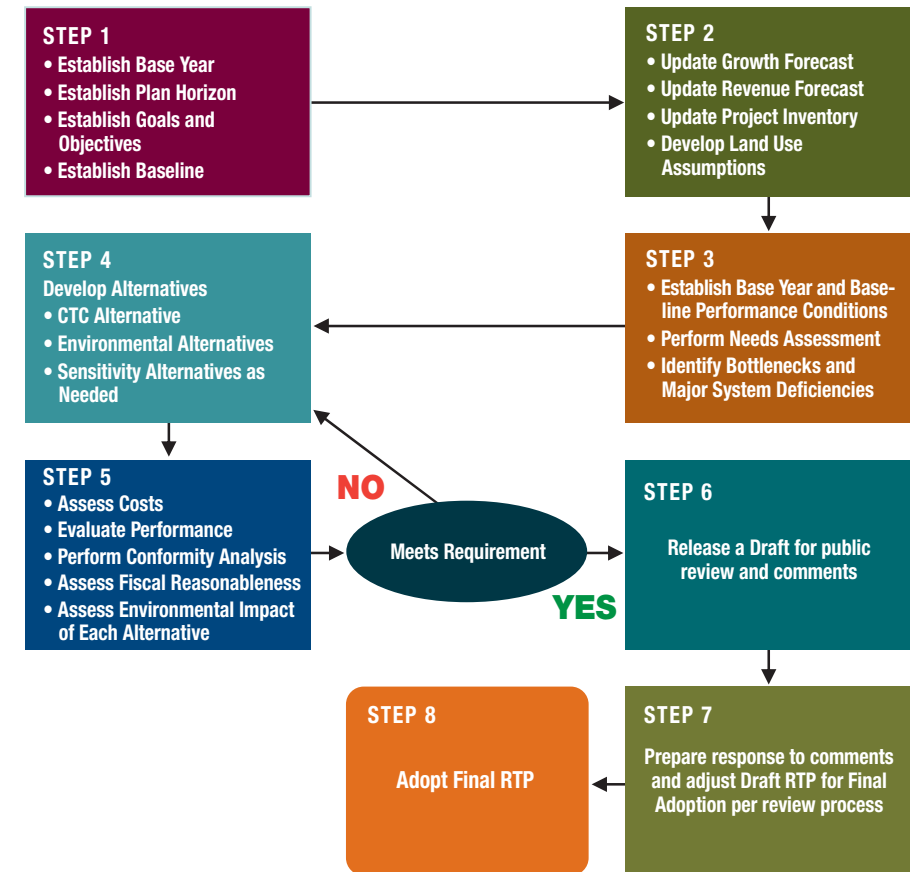 STEP 1
• Establish Base Year
• Establish Plan Horizon
• Establish Goals and
Objectives
• Establish Baseline
STEP 2
• Update Growth Forecast
• Update Revenue Forecast
• Update Project Inventory
• Develop Land Use
Assumptions
STEP 3
• Establish Base Year and Base-
line Performance Conditions
• Perform Needs Assessment
• Identify Bottlenecks and
Major System Deficiencies
STEP 4
Develop Alternatives
• CTC Alternative
• Environmental Alternatives
• Sensitivity Alternatives as
Needed
STEP 5
• Assess Costs
• Evaluate Performance
• Perform Conformity Analysis
• Assess Fiscal Reasonableness
• Assess Environmental Impact
of Each Alternative
NO
Meets Requirement
YES
STEP 6
Release a Draft for public
review and comments
STEP 7
Prepare response to comments
and adjust Draft RTP for Final
Adoption per review process
STEP 8
Adopt Final RTP